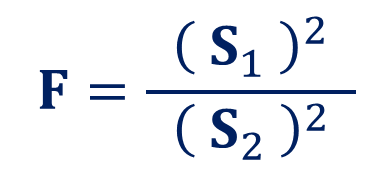 F = (S₁)² / (S₂)²